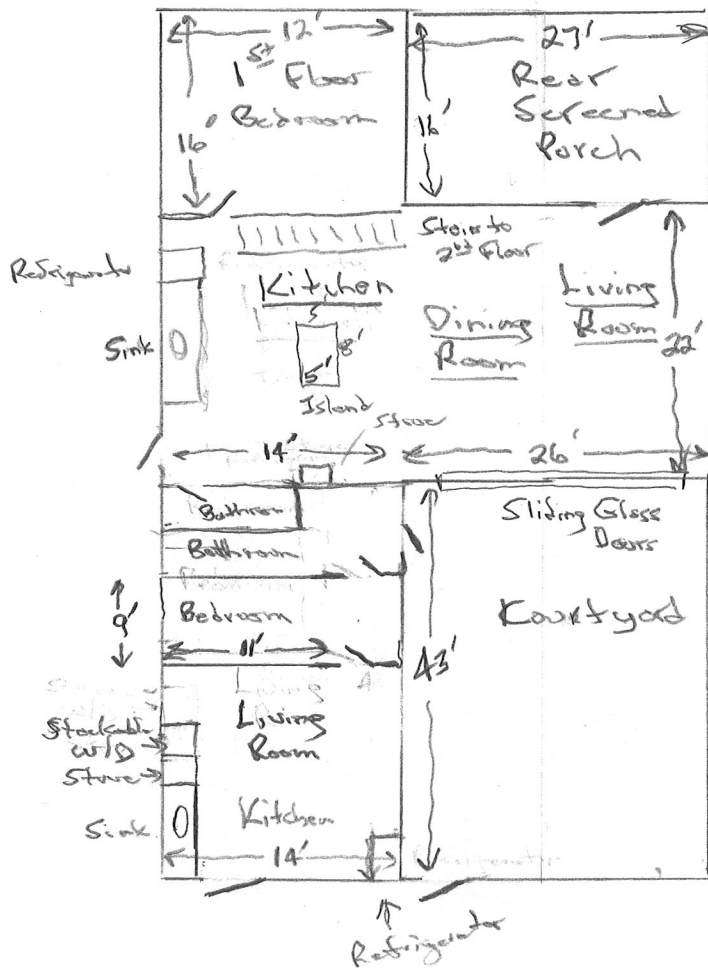 12'
1st Floor
Bedroom
16'
27'
Rear
Screened
Porch
16'
Stair to
2nd Floor
Refrigerator
Kitchen
Living
Room
Dining
Room
22'
Sink
5'
8'
5'
Island
Stove
14'
26'
Bathroom
Bathroom
Sliding Glass
Doors
9'
Bedroom
11'
Kourtyard
43'
Living
Room
Stackable
W/D
Stove
Sink
Kitchen
14'
Refrigerator